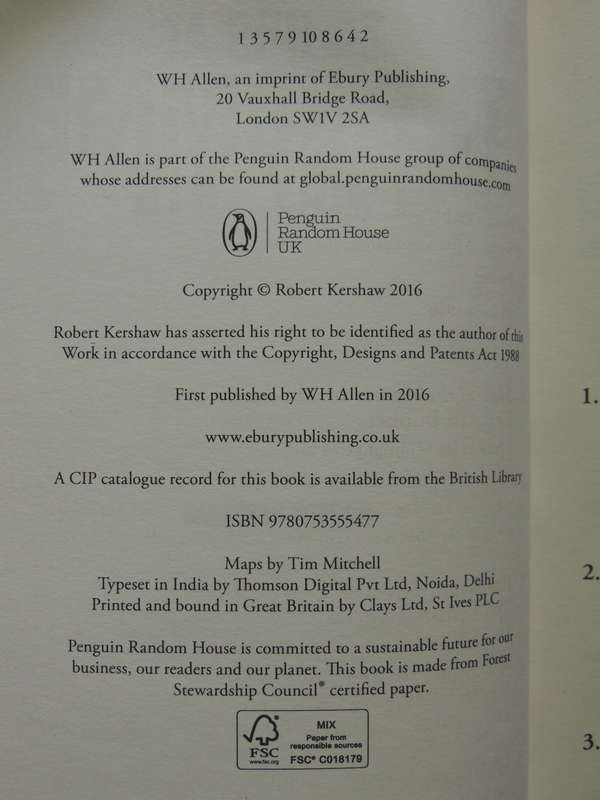 1 3 5 7 9 10 8 6 4 2
WH Allen, an imprint of Ebury Publishing,
20 Vauxhall Bridge Road,
London SW1V 2SA
WH Allen is part of the Penguin Random House group of companies
whose addresses can be found at global.penguinrandomhouse.com
Penguin
Random House
UK
Copyright © Robert Kershaw 2016
Robert Kershaw has asserted his right to be identified as the author of this
Work in accordance with the Copyright, Designs and Patents Act 1988
First published by WH Allen in 2016
www.eburypublishing.co.uk
A CIP catalogue record for this book is available from the British Library
ISBN 9780753555477
Maps by Tim Mitchell
Typeset in India by Thomson Digital Pvt Ltd, Noida, Delhi
Printed and bound in Great Britain by Clays Ltd, St Ives PLC
Penguin Random House is committed to a sustainable future for our
business, our readers and our planet. This book is made from Forest
Stewardship Council® certified paper.
FSC
www.fsc.org
MIX
Paper from
responsible sources
FSC® C018179
1.
2.
3.